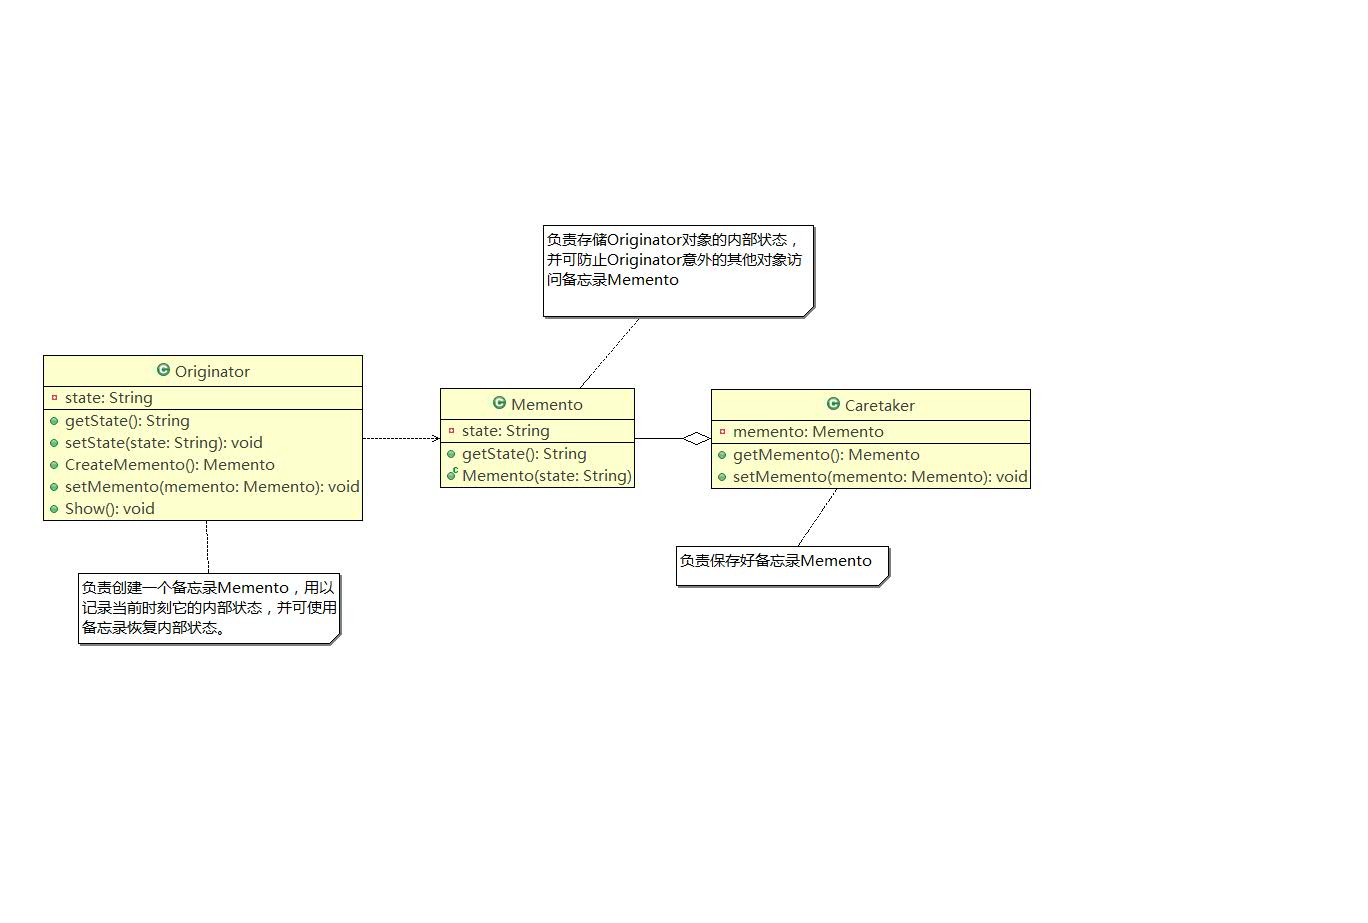 负责存储Originator对象的内部状态，
并可防止Originator意外的其他对象访
问备忘录Memento
Originator
state: String
getState(): String
setState(state: String): void
CreateMemento(): Memento
setMemento(memento: Memento): void
Show(): void
Memento
state: String
getState(): String
Memento(state: String)
Caretaker
memento: Memento
getMemento(): Memento
setMemento(memento: Memento): void
负责保存好备忘录Memento
负责创建一个备忘录Memento，用以
记录当前时刻它的内部状态，并可使用
备忘录恢复内部状态。